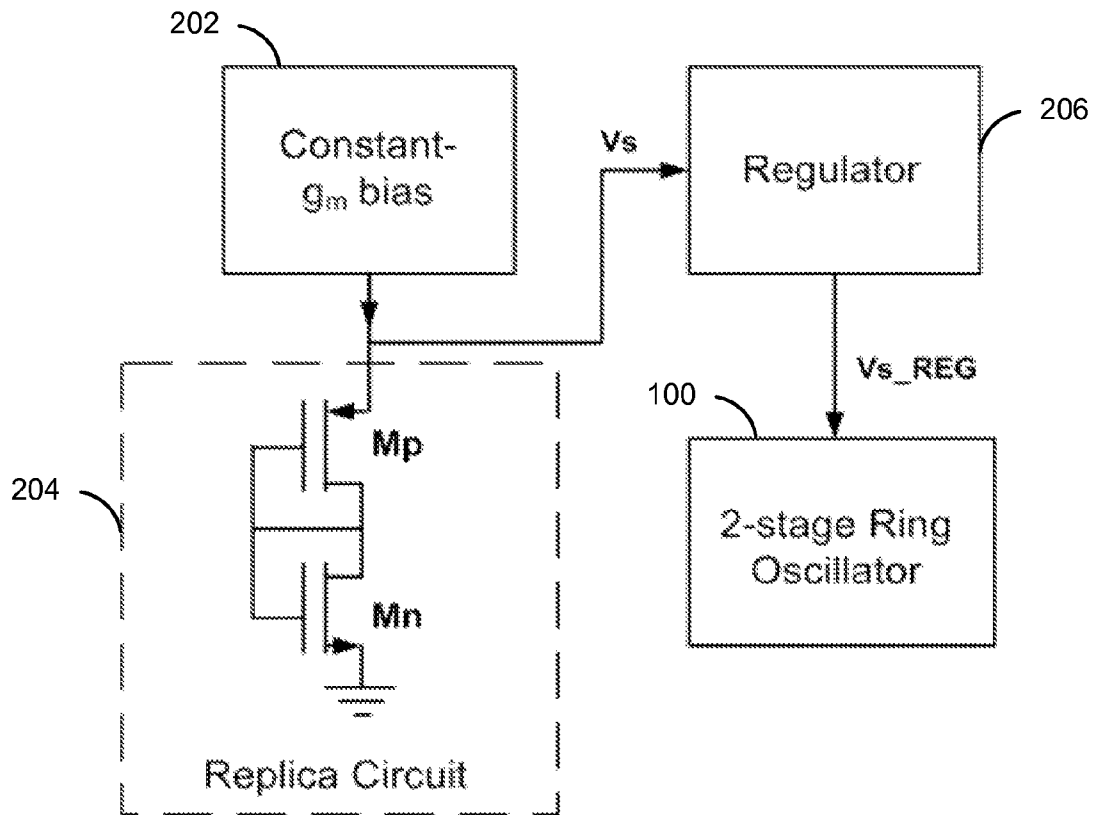 202
Constant-
gm bias
Vs
Regulator
206
Vs_REG
100
2-stage Ring
Oscillator
204
Mp
Mn
Replica Circuit